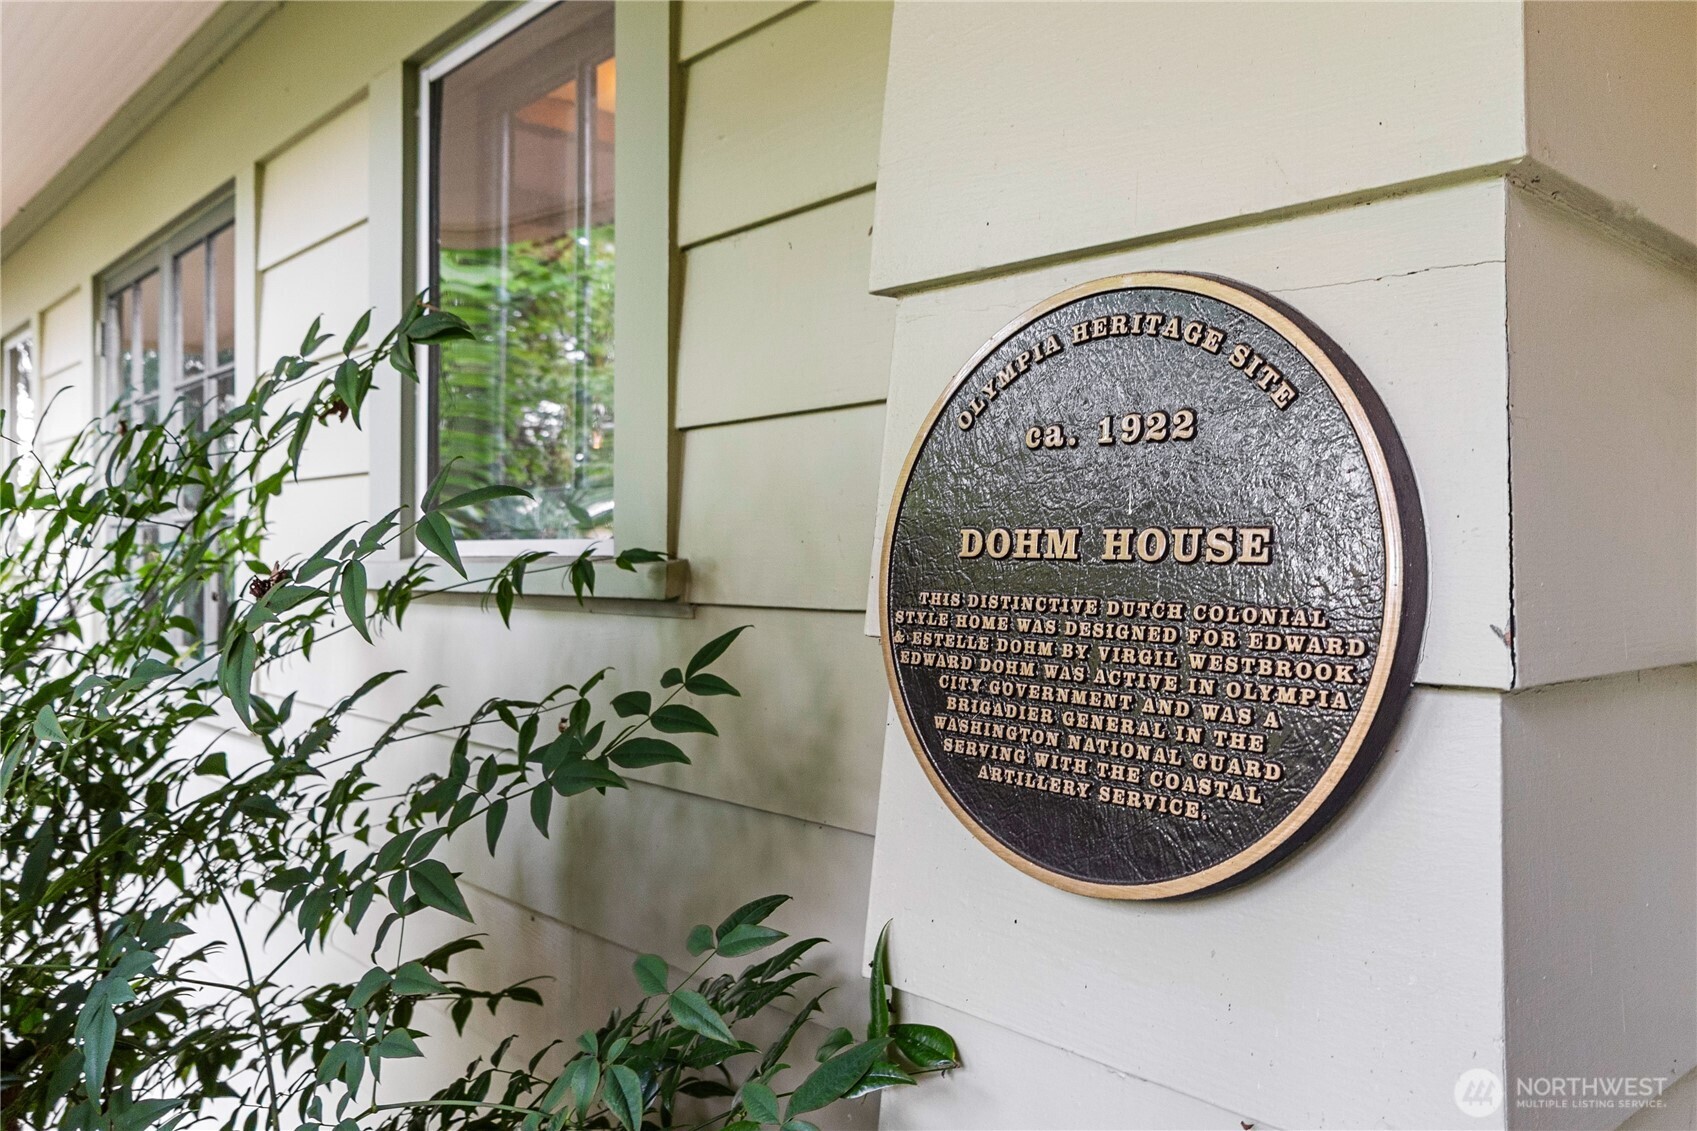 OLYMPIA HERITAGE SITE
ca. 1922
DOHM HOUSE
THIS DISTINCTIVE DUTCH COLONIAL
STYLE HOME WAS DESIGNED FOR EDWARD
& ESTELLE DOHM BY VIRGIL WESTBROOK.
EDWARD DOHM WAS ACTIVE IN OLYMPIA
CITY GOVERNMENT AND WAS A
BRIGADIER GENERAL IN THE
WASHINGTON NATIONAL GUARD
SERVING WITH THE COASTAL
ARTILLERY SERVICE.
NORTHWEST
MULTIPLE LISTING SERVICE.